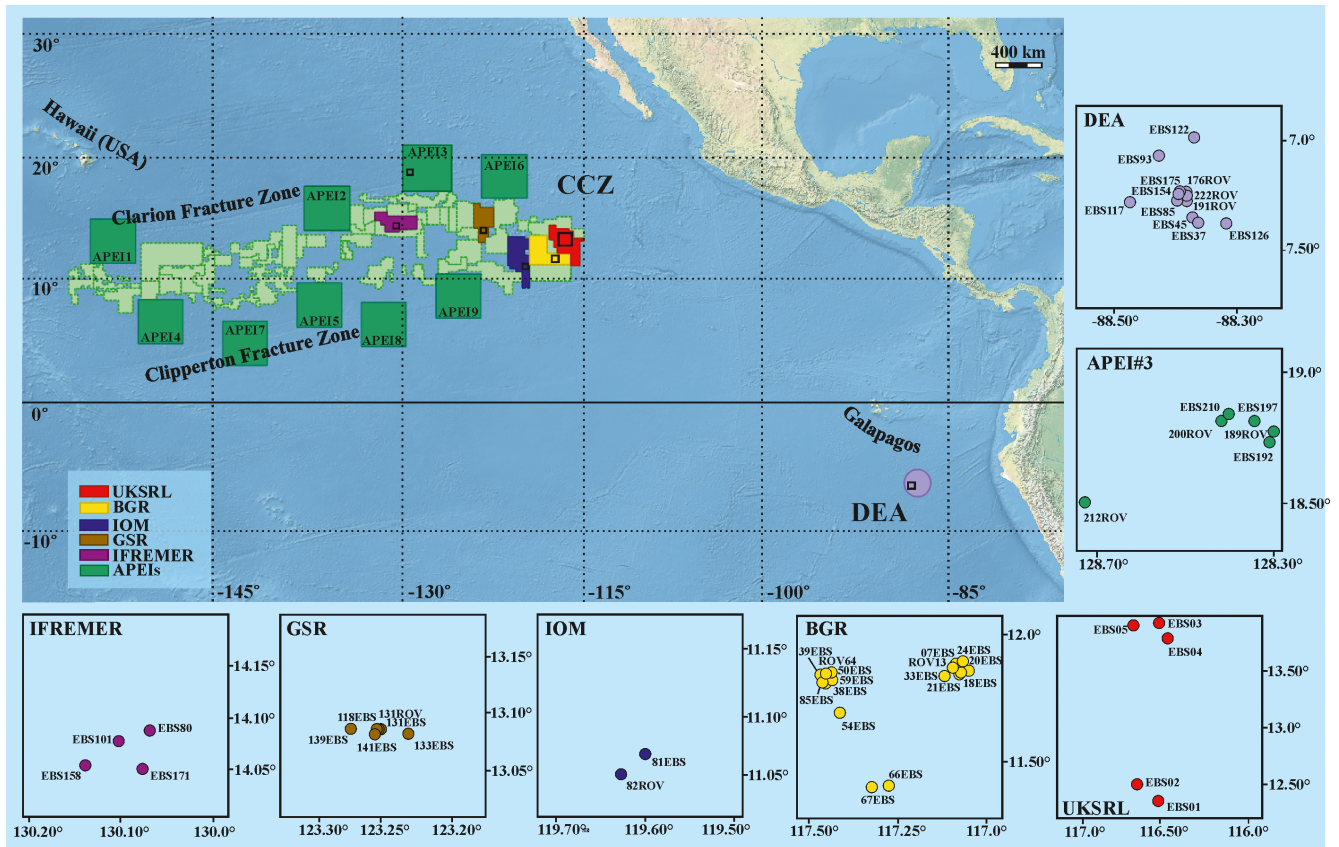 30°
400 km
Hawaii (USA)
20°
APEI3
APEI6
CCZ
APEI2
Clarion Fracture Zone
APEI1
10°
APEI4
APEI7
APEI5
APEI8
APEI9
Clipperton Fracture Zone
0°
Galapagos
DEA
-10°
UKSRL
BGR
IOM
GSR
IFREMER
APEIs
-145°
-130°
-115°
-100°
-85°
DEA
EBS122
7.0°
EBS93
EBS175
176ROV
EBS154
222ROV
EBS117
EBS85
191ROV
EBS45
EBS37
EBS126
7.50°
-88.50°
-88.30°
APEI#3
19.0°
EBS210
EBS197
200ROV
189ROV
EBS192
18.50°
212ROV
128.70°
128.30°
IFREMER
14.15°
14.10°
EBS80
EBS101
EBS158
EBS171
14.05°
130.20°
130.10°
130.0°
GSR
13.15°
13.10°
118EBS
131ROV
131EBS
139EBS
141EBS
133EBS
13.05°
123.30°
123.25°
123.20°
IOM
11.15°
11.10°
81EBS
82ROV
11.05°
119.70°
119.60°
119.50°
BGR
12.0°
39EBS
ROV64
50EBS
59EBS
38EBS
85EBS
54EBS
07EBS
24EBS
ROV13
20EBS
33EBS
18EBS
21EBS
11.50°
66EBS
67EBS
117.50°
117.25°
117.0°
EBS03
EBS05
EBS04
13.50°
13.0°
EBS02
12.50°
EBS01
UKSRL
117.0°
116.50°
116.0°